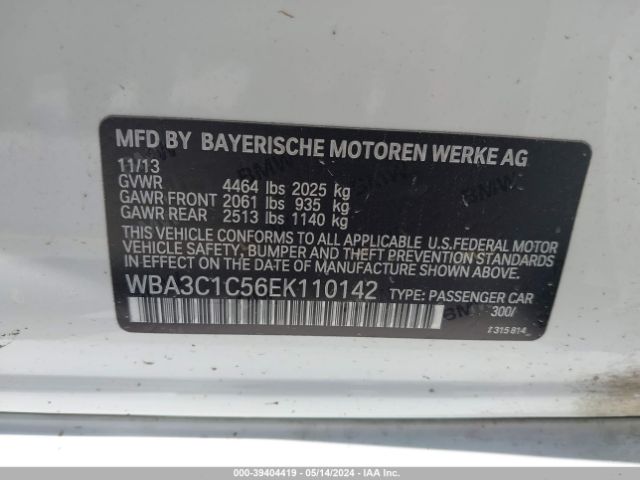 MFD BY BAYERISCHE MOTOREN WERKE AG
11/13
GVWR 4464 lbs 2025 kg
GAWR FRONT 2061 lbs 935 kg
GAWR REAR 2513 lbs 1140 kg
THIS VEHICLE CONFORMS TO ALL APPLICABLE U.S.FEDERAL MOTOR
VEHICLE SAFETY, BUMPER AND THEFT PREVENTION STANDARDS
IN EFFECT ON THE DATE OF MANUFACTURE SHOWN ABOVE.
WBA3C1C56EK110142 TYPE: PASSENGER CAR
300/
315814
000-39404419 - 05/14/2024 - IAAI.com